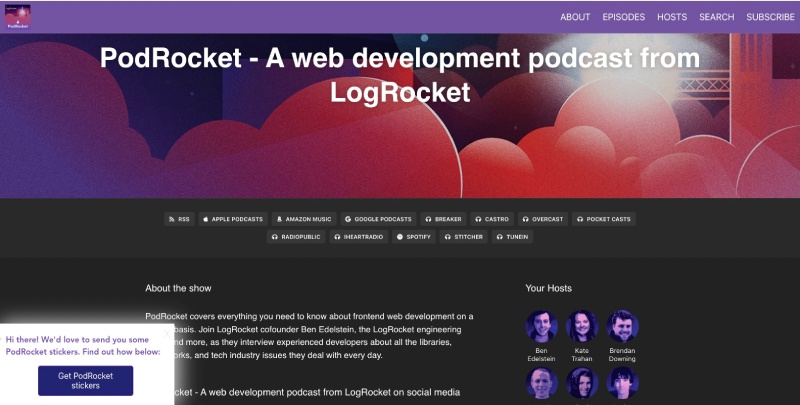 PodRocket
ABOUT EPISODES HOSTS SEARCH SUBSCRIBE
PodRocket - A web development podcast from
LogRocket
RSS APPLE PODCASTS AMAZON MUSIC GOOGLE PODCASTS BREAKER CASTRO OVERCAST POCKET CASTS
RADIOPUBLIC IHEARTRADIO SPOTIFY STITCHER TUNEIN
About the show
PodRocket covers everything you need to know about frontend web development on a
basis. Join LogRocket cofounder Ben Edelstein, the LogRocket engineering
nd more, as they interview experienced developers about all the libraries,
orks, and tech industry issues they deal with every day.
cket - A web development podcast from LogRocket on social media
Your Hosts
Ben
Edelstein
Kate
Trahan
Brendan
Downing
Hi there! We'd love to send you some
PodRocket stickers. Find out how below:
Get PodRocket
stickers